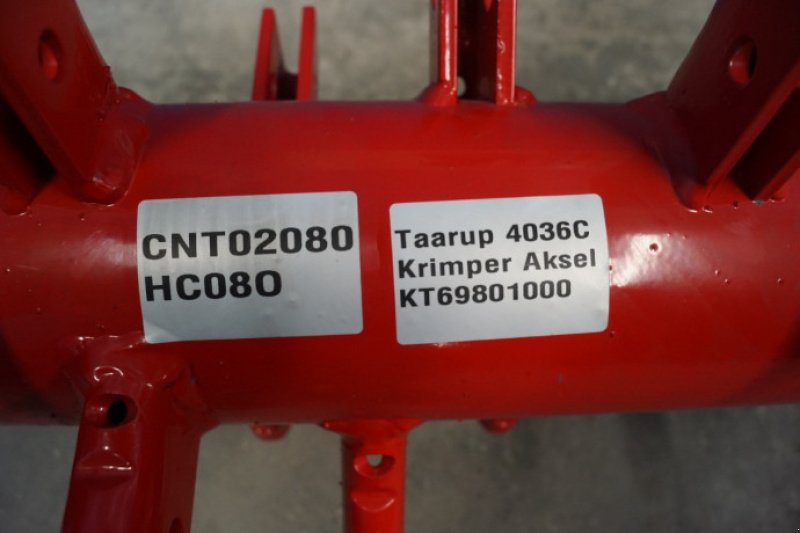 CNT02080
HC080
Taarup 4036C
Krimper Aksel
KT69801000